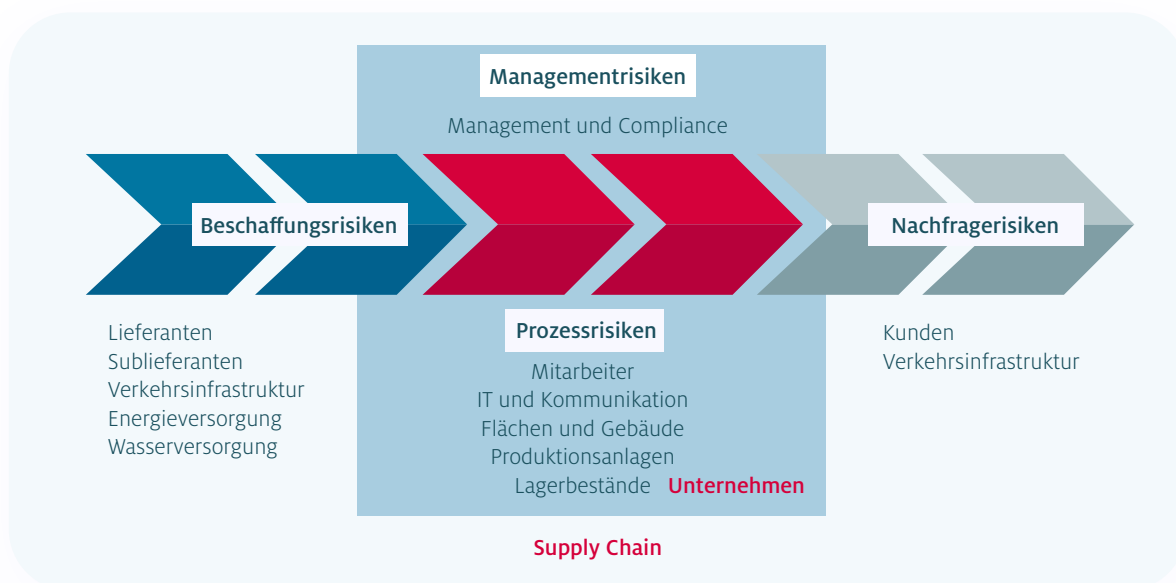 Managementrisiken
Management und Compliance
Beschaffungsrisiken
Nachfragerisiken
Lieferanten
Sublieferanten
Verkehrsinfrastruktur
Energieversorgung
Wasserversorgung
Prozessrisiken
Mitarbeiter
IT und Kommunikation
Flächen und Gebäude
Produktionsanlagen
Lagerbestände
Unternehmen
Kunden
Verkehrsinfrastruktur
Supply Chain